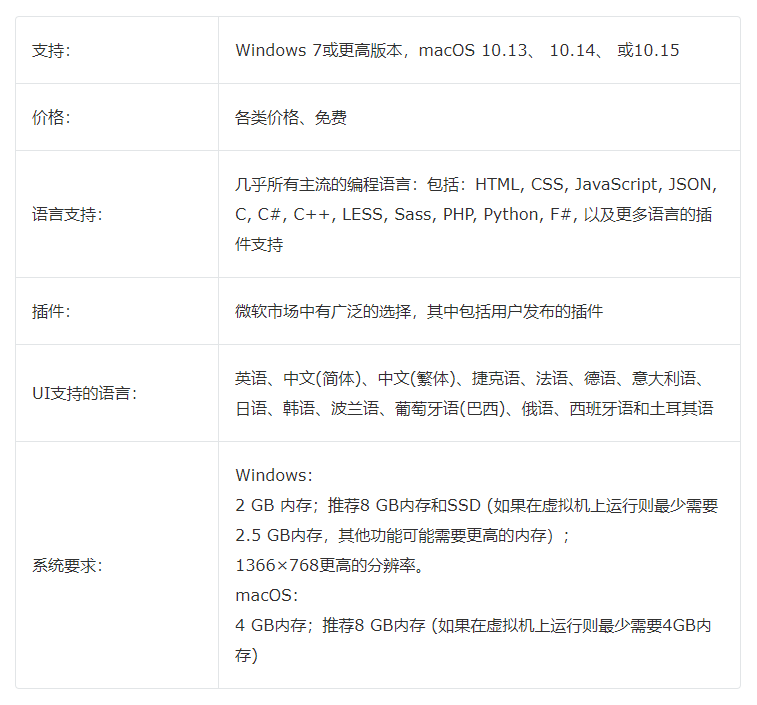 支持：
Windows 7或更高版本，macOS 10.13、 10.14、 或10.15
价格：
各类价格、免费
语言支持：
几乎所有主流的编程语言：包括：HTML, CSS, JavaScript, JSON,
C, C#, C++, LESS, Sass, PHP, Python, F#, 以及更多语言的插
件支持
插件：
微软市场中有广泛的选择，其中包括用户发布的插件
UI支持的语言：
英语、中文(简体)、中文(繁体)、捷克语、法语、德语、意大利语、
日语、韩语、波兰语、葡萄牙语(巴西)、俄语、西班牙语和土耳其语
系统要求：
Windows：
2 GB 内存；推荐8 GB内存和SSD (如果在虚拟机上运行则最少需要
2.5 GB内存，其他功能可能需要更高的内存）；
1366×768更高的分辨率。
macOS：
4 GB内存；推荐8 GB内存 (如果在虚拟机上运行则最少需要4GB内
存)